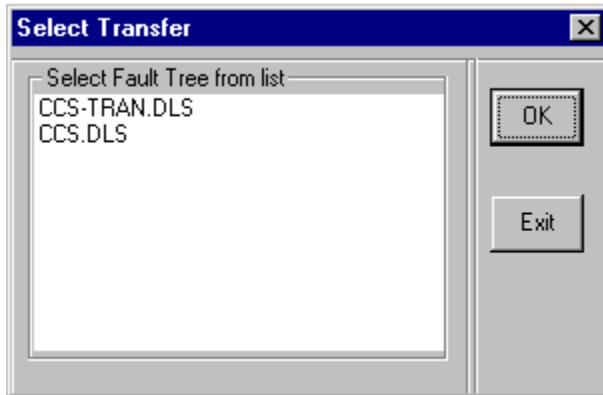 Select Transfer
Select Fault Tree from list
CCS-TRAN.DLS
CCS.DLS
OK
Exit